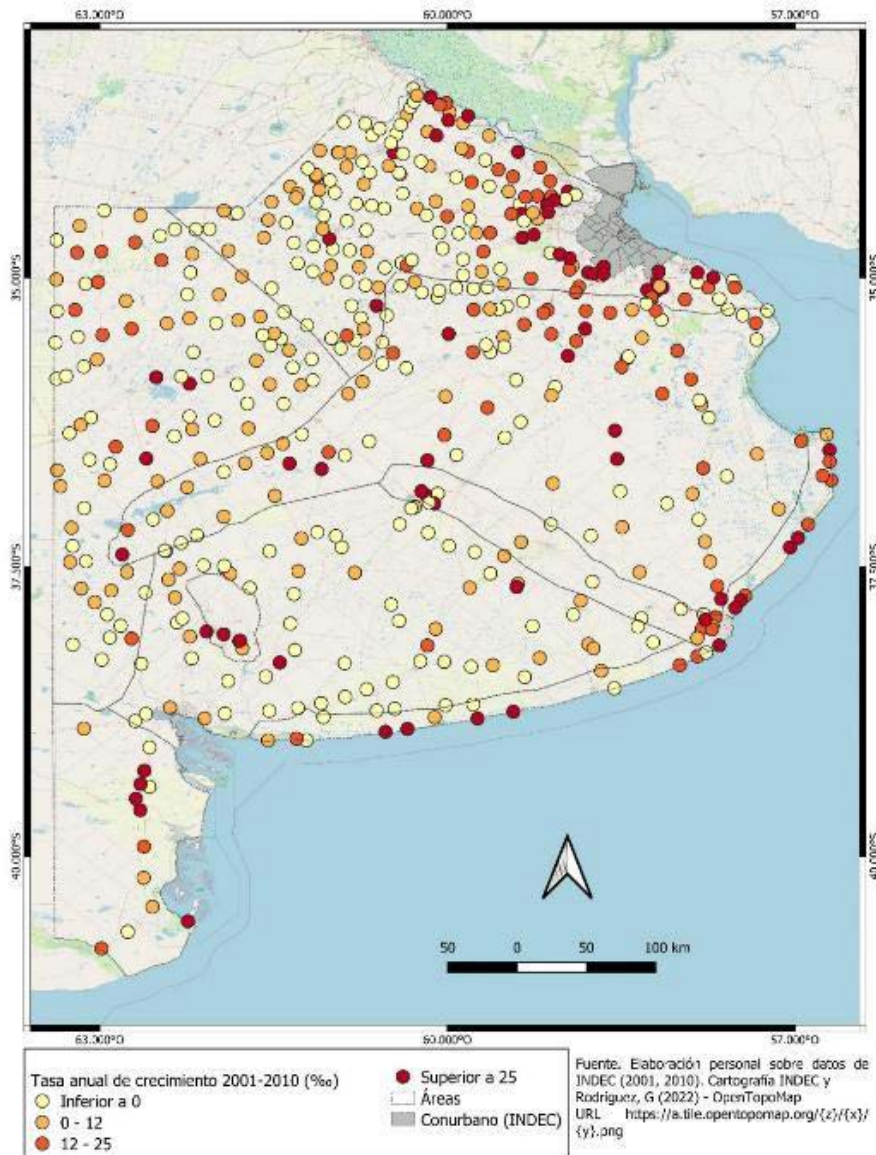 63.000°O 60.000°O 57.000°O
35.000°S 35.000°S
37.500°S 37.500°S
40.000°S 40.000°S
50 0 50 100 km
63.000°O 60.000°O 57.000°O
Tasa anual de crecimiento 2001-2010 (‰)
Inferior a 0
0 - 12
12 - 25
Superior a 25
Áreas
Conurbano (INDEC)
Fuente. Elaboración personal sobre datos de
INDEC (2001, 2010). Cartografía INDEC y
Rodriguez, G (2022) - OpenTopoMap
URL https://a.tile.opentopomap.org/{z}/{x}/
{y}.png